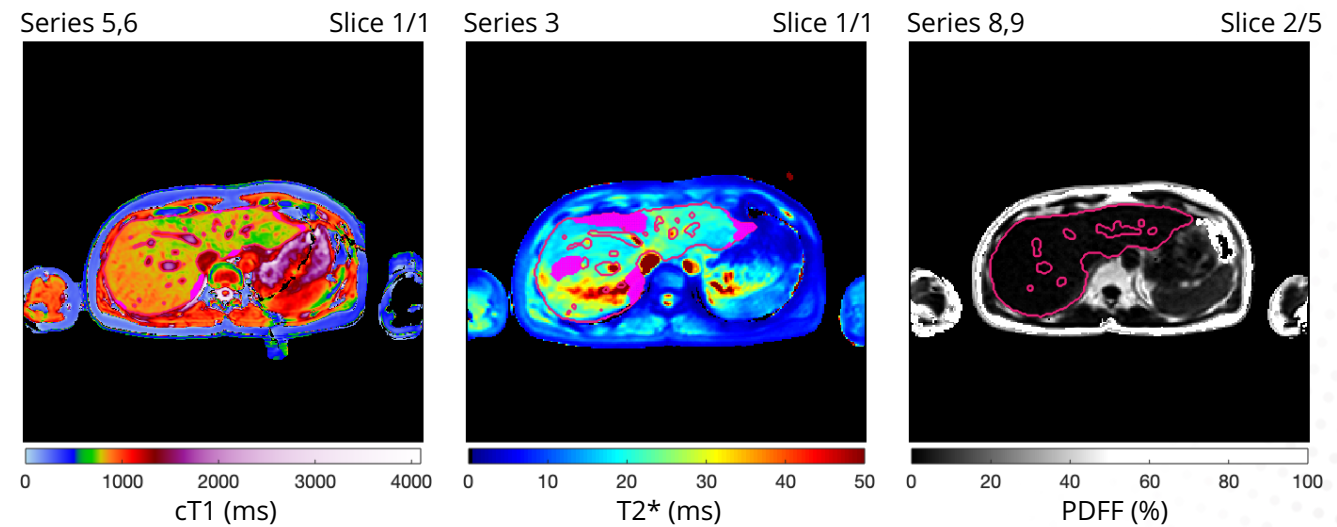 Series 5,6 Slice 1/1 Series 3 Slice 1/1 Series 8,9 Slice 2/5
0 1000 2000 3000 4000 0 10 20 30 40 50 0 20 40 60 80 100
cT1 (ms) T2* (ms) PDFF (%)